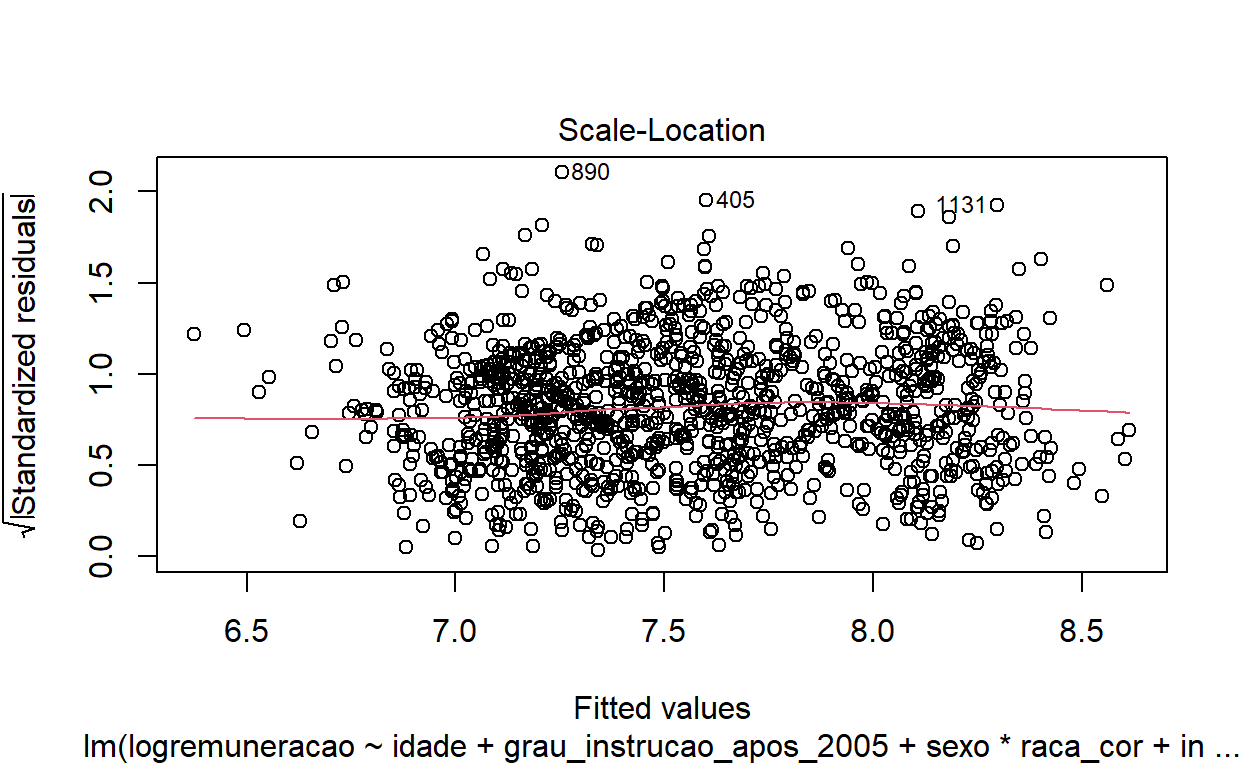 Scale-Location
√|Standardized residuals|
2.0
1.5
1.0
0.5
0.0
890
405
1131
6.5 7.0 7.5 8.0 8.5
Fitted values
lm(logremuneracao ~ idade + grau_instrucao_apos_2005 + sexo * raca_cor + in ...